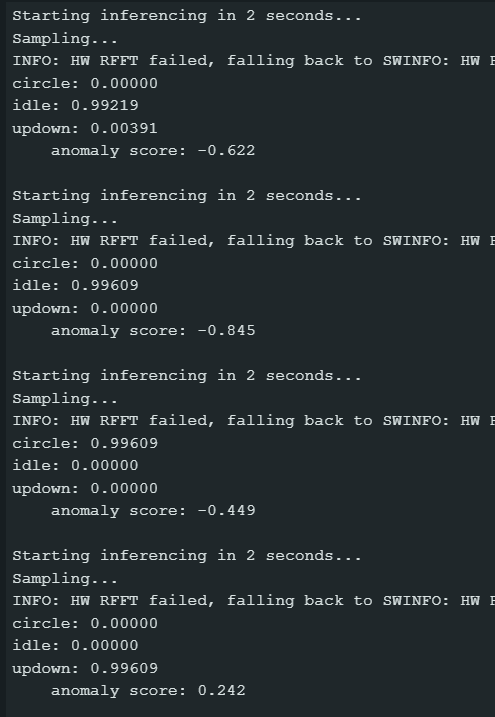 Starting inferencing in 2 seconds...
Sampling...
INFO: HW RFFT failed, falling back to SWINFO: HW
circle: 0.00000
idle: 0.99219
updown: 0.00391
    anomaly score: -0.622

Starting inferencing in 2 seconds...
Sampling...
INFO: HW RFFT failed, falling back to SWINFO: HW
circle: 0.00000
idle: 0.99609
updown: 0.00000
    anomaly score: -0.845

Starting inferencing in 2 seconds...
Sampling...
INFO: HW RFFT failed, falling back to SWINFO: HW
circle: 0.99609
idle: 0.00000
updown: 0.00000
    anomaly score: -0.449

Starting inferencing in 2 seconds...
Sampling...
INFO: HW RFFT failed, falling back to SWINFO: HW
circle: 0.00000
idle: 0.00000
updown: 0.99609
    anomaly score: 0.242